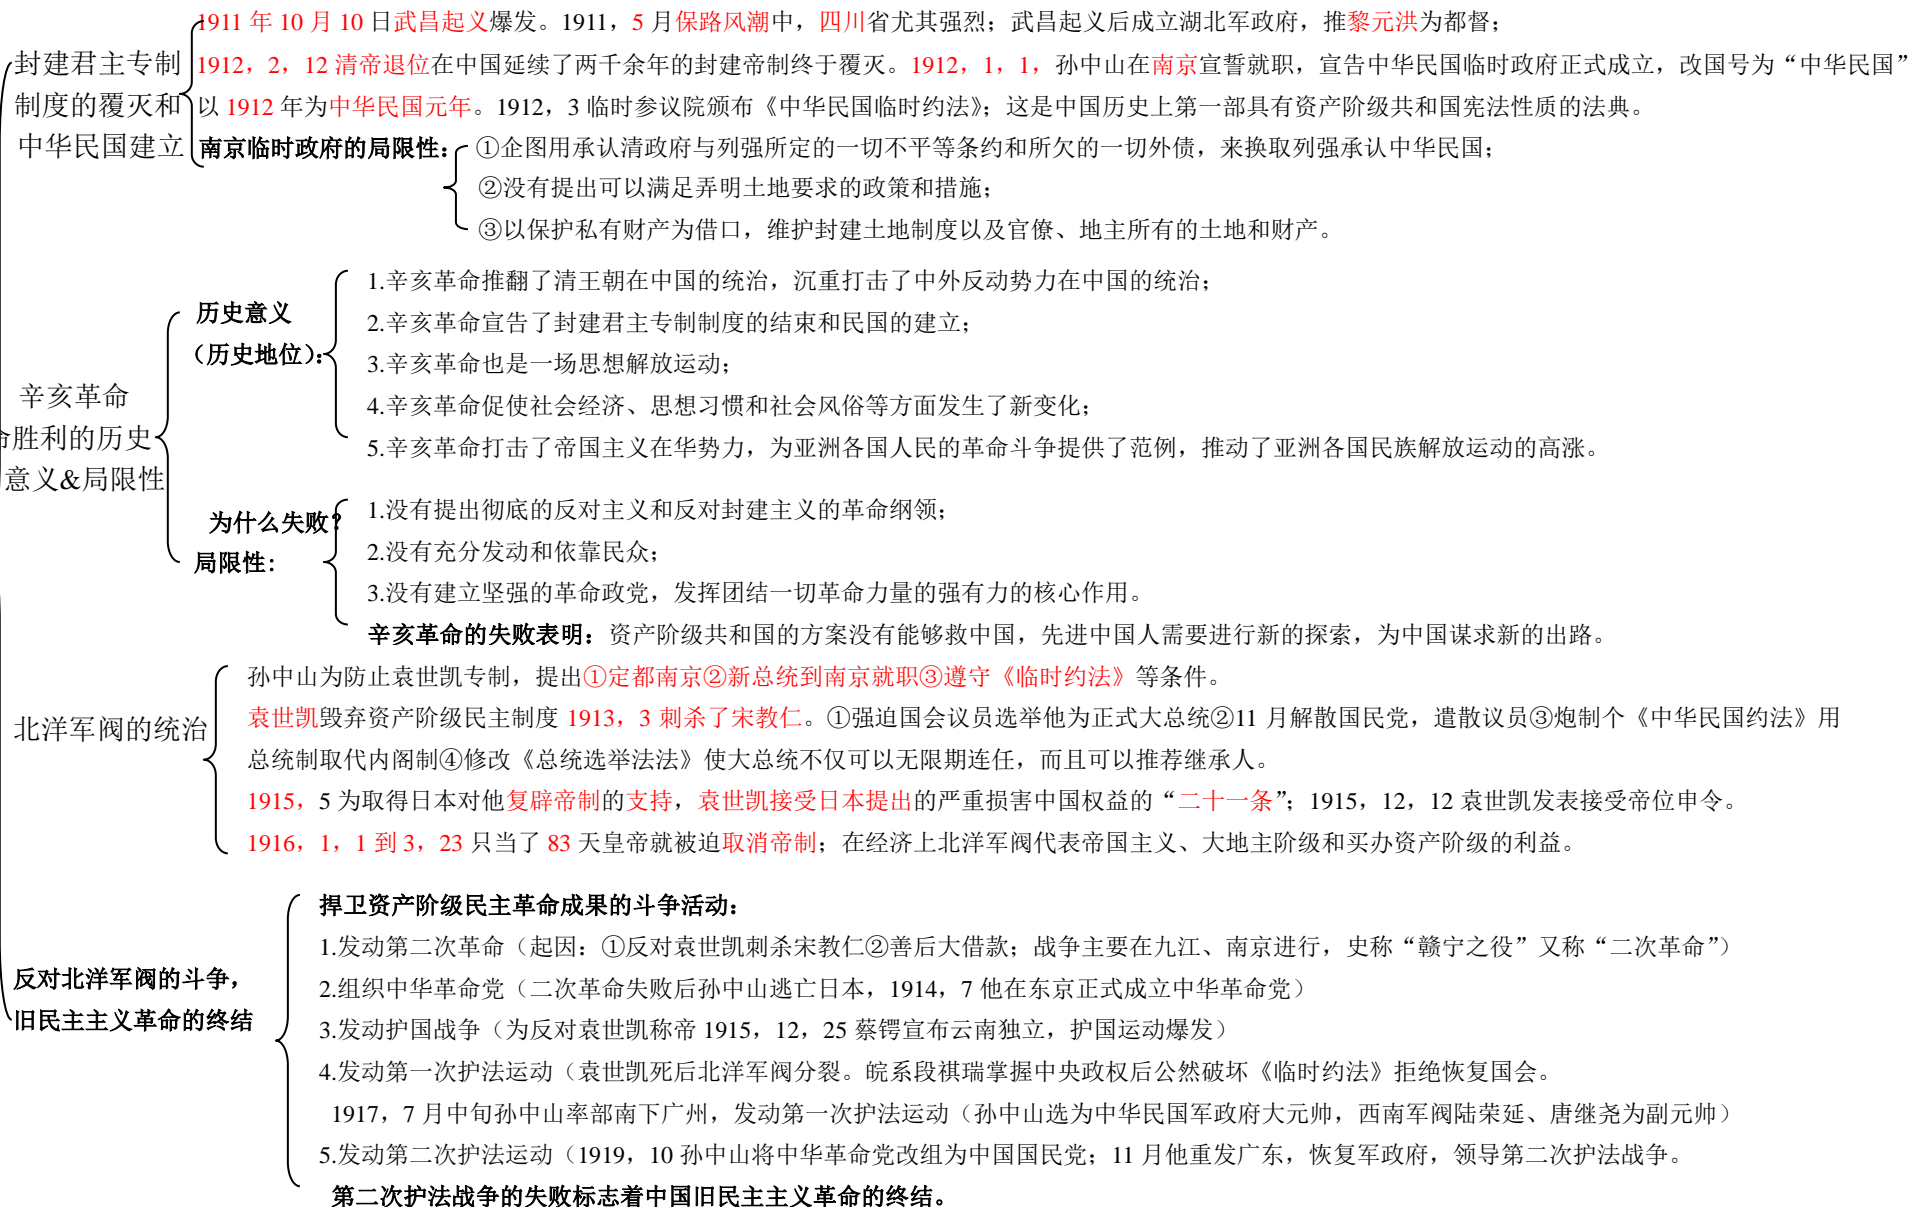 封建君主专制
制度的覆灭和
中华民国建立
1911 年 10 月 10 日武昌起义爆发。1911，5 月保路风潮中，四川省尤其强烈；武昌起义后成立湖北军政府，推黎元洪为都督；
1912，2，12 清帝退位在中国延续了两千余年的封建帝制终于覆灭。1912，1，1，孙中山在南京宣誓就职，宣告中华民国临时政府正式成立，改国号为“中华民国”
以 1912 年为中华民国元年。1912，3 临时参议院颁布《中华民国临时约法》；这是中国历史上第一部具有资产阶级共和国宪法性质的法典。
南京临时政府的局限性：
①企图用承认清政府与列强所定的一切不平等条约和所欠的一切外债，来换取列强承认中华民国；
②没有提出可以满足弄明土地要求的政策和措施；
③以保护私有财产为借口，维护封建土地制度以及官僚、地主所有的土地和财产。
辛亥革命
命胜利的历史
意义&局限性
历史意义
（历史地位）：
1.辛亥革命推翻了清王朝在中国的统治，沉重打击了中外反动势力在中国的统治；
2.辛亥革命宣告了封建君主专制制度的结束和民国的建立；
3.辛亥革命也是一场思想解放运动；
4.辛亥革命促使社会经济、思想习惯和社会风俗等方面发生了新变化；
5.辛亥革命打击了帝国主义在华势力，为亚洲各国人民的革命斗争提供了范例，推动了亚洲各国民族解放运动的高涨。
为什么失败？
局限性：
1.没有提出彻底的反对主义和反对封建主义的革命纲领；
2.没有充分发动和依靠民众；
3.没有建立坚强的革命政党，发挥团结一切革命力量的强有力的核心作用。
辛亥革命的失败表明：资产阶级共和国的方案没有能够救中国，先进中国人需要进行新的探索，为中国谋求新的出路。
北洋军阀的统治
孙中山为防止袁世凯专制，提出①定都南京②新总统到南京就职③遵守《临时约法》等条件。
袁世凯毁弃资产阶级民主制度 1913，3 刺杀了宋教仁。①强迫国会议员选举他为正式大总统②11 月解散国民党，遣散议员③炮制个《中华民国约法》用
总统制取代内阁制④修改《总统选举法法》使大总统不仅可以无限期连任，而且可以推荐继承人。
1915，5 为取得日本对他复辟帝制的支持，袁世凯接受日本提出的严重损害中国权益的“二十一条”；1915，12，12 袁世凯发表接受帝位申令。
1916，1，1 到 3，23 只当了 83 天皇帝就被迫取消帝制；在经济上北洋军阀代表帝国主义、大地主阶级和买办资产阶级的利益。
反对北洋军阀的斗争，
旧民主主义革命的终结
捍卫资产阶级民主革命成果的斗争活动：
1.发动第二次革命（起因：①反对袁世凯刺杀宋教仁②善后大借款；战争主要在九江、南京进行，史称“赣宁之役”又称“二次革命”）
2.组织中华革命党（二次革命失败后孙中山逃亡日本，1914，7 他在东京正式成立中华革命党）
3.发动护国战争（为反对袁世凯称帝 1915，12，25 蔡锷宣布云南独立，护国运动爆发）
4.发动第一次护法运动（袁世凯死后北洋军阀分裂。皖系段祺瑞掌握中央政权后公然破坏《临时约法》拒绝恢复国会。
1917，7 月中旬孙中山率部南下广州，发动第一次护法运动（孙中山选为中华民国军政府大元帅，西南军阀陆荣延、唐继尧为副元帅）
5.发动第二次护法运动（1919，10 孙中山将中华革命党改组为中国国民党；11 月他重发广东，恢复军政府，领导第二次护法战争。
第二次护法战争的失败标志着中国旧民主主义革命的终结。